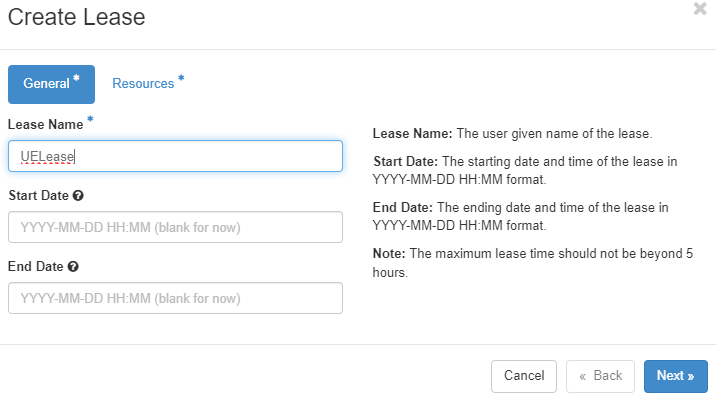 Create Lease
×
General *
Resources *
Lease Name *
UELease
Start Date ?
YYYY-MM-DD HH:MM (blank for now)
End Date ?
YYYY-MM-DD HH:MM (blank for now)
Lease Name: The user given name of the lease.
Start Date: The starting date and time of the lease in
YYYY-MM-DD HH:MM format.
End Date: The ending date and time of the lease in
YYYY-MM-DD HH:MM format.
Note: The maximum lease time should not be beyond 5
hours.
Cancel
« Back
Next »